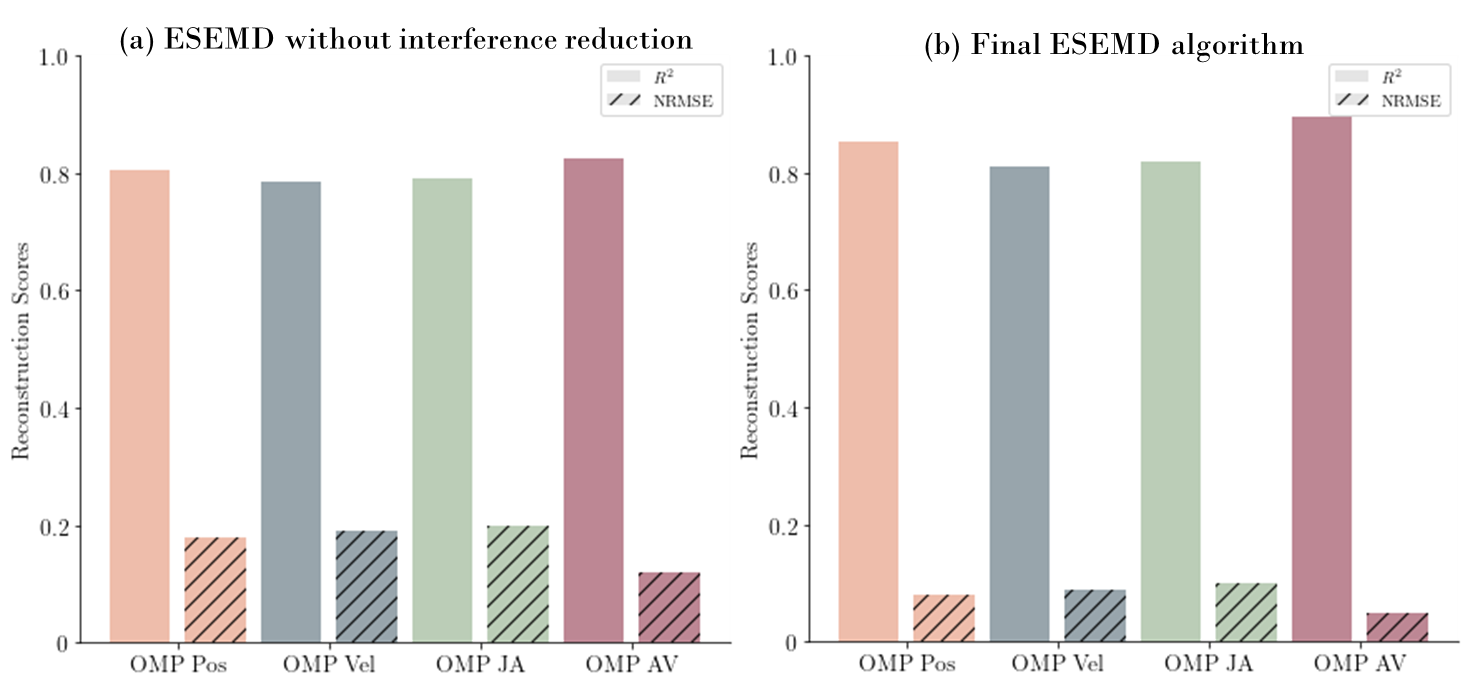 (a) ESEMD without interference reduction
1.0
0.8
0.6
0.4
0.2
0
Reconstruction Scores
R²
NRMSE
OMP Pos
OMP Vel
OMP JA
OMP AV
(b) Final ESEMD algorithm
1.0
0.8
0.6
0.4
0.2
0
Reconstruction Scores
R²
NRMSE
OMP Pos
OMP Vel
OMP JA
OMP AV